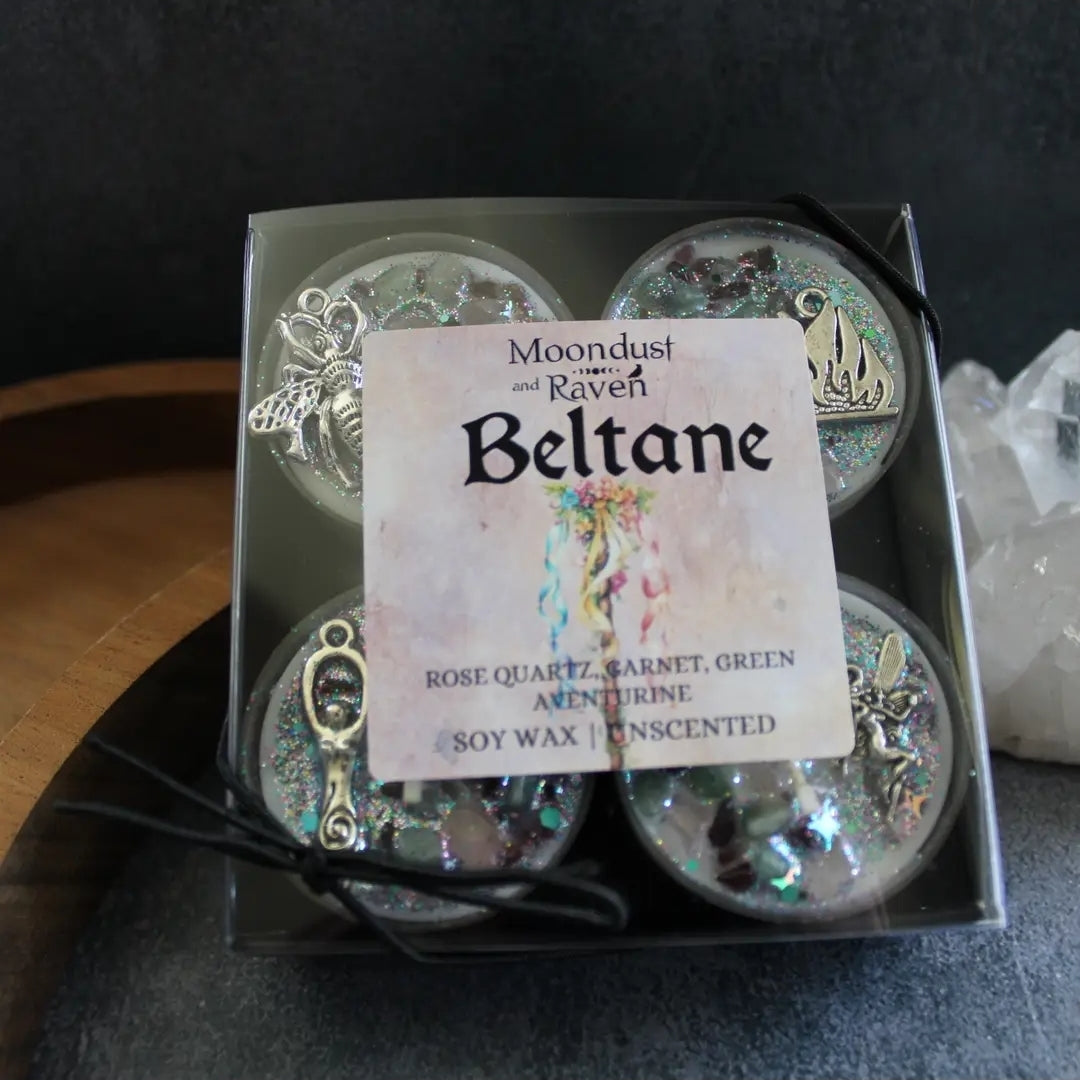 Moondust
and Raven
Beltane
ROSE QUARTZ, GARNET, GREEN
AVENTURINE
SOY WAX | UNSCENTED